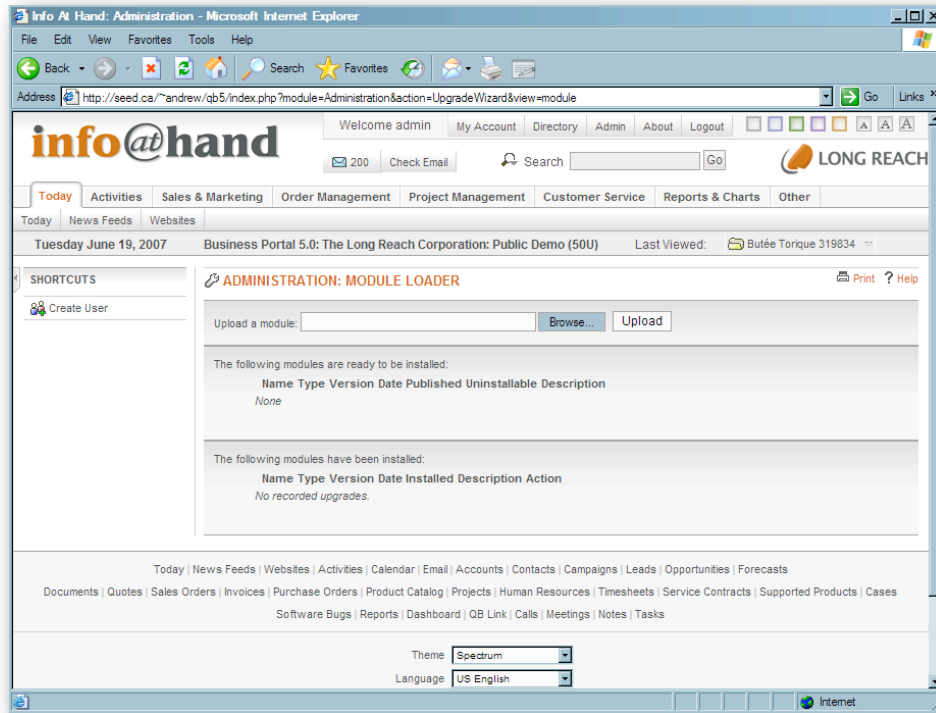 Info At Hand: Administration - Microsoft Internet Explorer
File Edit View Favorites Tools Help
Back Search Favorites
Address http://seed.ca/~andrew/qb5/index.php?module=Administration&action=UpgradeWizard&view=module Go Links »
info@hand Welcome admin My Account Directory Admin About Logout A A A
200 Check Email Search Go LONG REACH
Today Activities Sales & Marketing Order Management Project Management Customer Service Reports & Charts Other
Today News Feeds Websites
Tuesday June 19, 2007 Business Portal 5.0: The Long Reach Corporation: Public Demo (50U) Last Viewed: Butée Torique 319834
SHORTCUTS ADMINISTRATION: MODULE LOADER Print ? Help
Create User
Upload a module: Browse... Upload
The following modules are ready to be installed:
Name Type Version Date Published Uninstallable Description
None
The following modules have been installed:
Name Type Version Date Installed Description Action
No recorded upgrades.
Today | News Feeds | Websites | Activities | Calendar | Email | Accounts | Contacts | Campaigns | Leads | Opportunities | Forecasts
Documents | Quotes | Sales Orders | Invoices | Purchase Orders | Product Catalog | Projects | Human Resources | Timesheets | Service Contracts | Supported Products | Cases
Software Bugs | Reports | Dashboard | QB Link | Calls | Meetings | Notes | Tasks
Theme Spectrum
Language US English
Internet